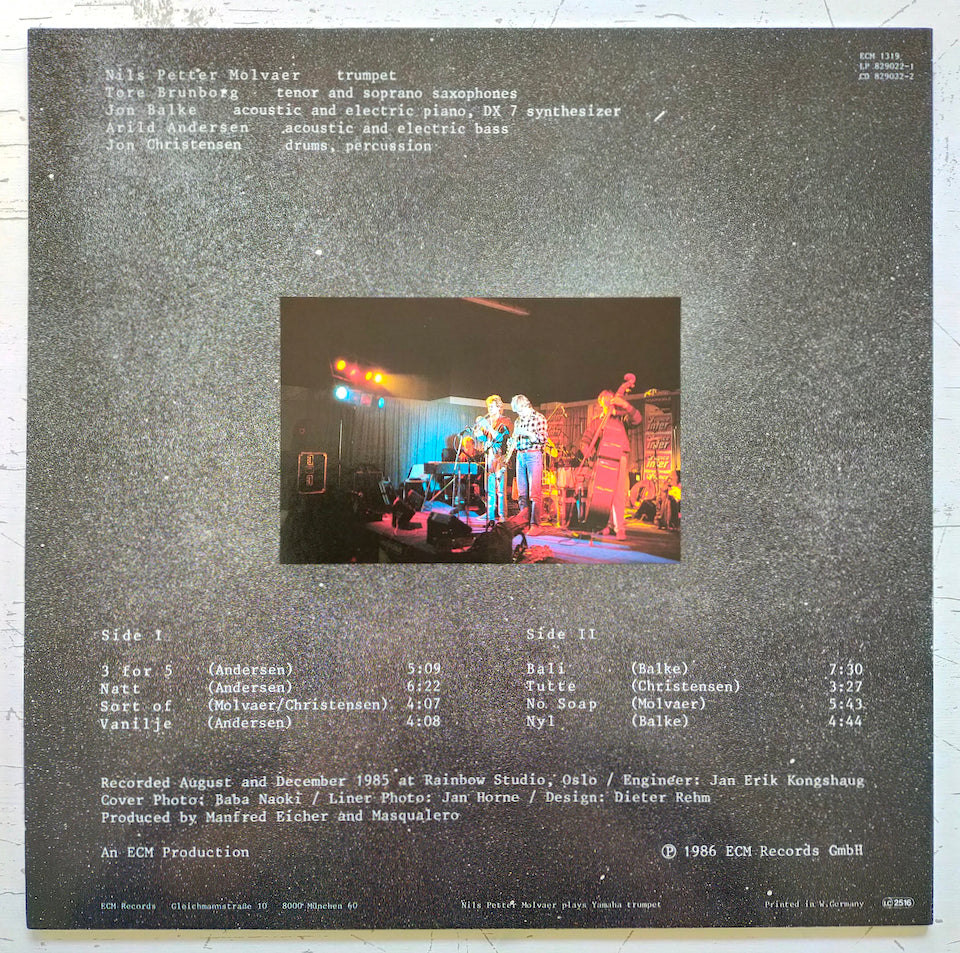 Nils Petter Molvaer trumpet
Tore Brunborg tenor and soprano saxophones
Jon Balke acoustic and electric piano, DX 7 synthesizer
Arild Andersen acoustic and electric bass
Jon Christensen drums, percussion
ECM 1319
LP 829022-1
CD 829022-2
inter
inter
inter
Side I
3 for 5 (Andersen) 5:09
Natt (Andersen) 6:22
Sort of (Molvaer/Christensen) 4:07
Vanilje (Andersen) 4:08
Side II
Bali (Balke) 7:30
Tutte (Christensen) 3:27
No Soap (Molvaer) 5:43
Nyl (Balke) 4:44
Recorded August and December 1985 at Rainbow Studio, Oslo / Engineer: Jan Erik Kongshaug
Cover Photo: Baba Naoki / Liner Photo: Jan Horne / Design: Dieter Rehm
Produced by Manfred Eicher and Masqualero
An ECM Production
Ⓟ 1986 ECM Records GmbH
ECM Records Gleichmannstraße 10 8000 München 60
Nils Petter Molvaer plays Yamaha trumpet
Printed in W.Germany
LC 2516